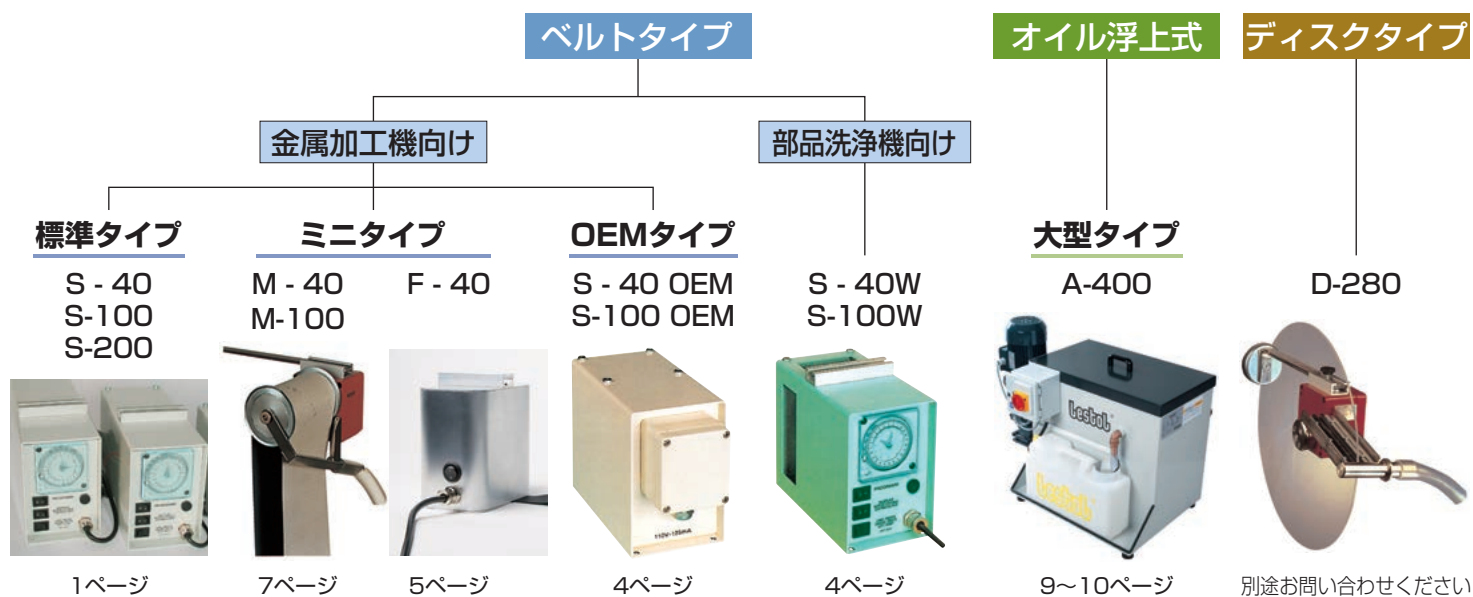 ベルトタイプ
オイル浮上式
ディスクタイプ
金属加工機向け
部品洗浄機向け
標準タイプ
ミニタイプ
OEMタイプ
大型タイプ
S - 40
S-100
S-200
M - 40
M-100
F - 40
S - 40 OEM
S-100 OEM
S - 40W
S-100W
A-400
D-280
110V-185mA
Lestol
Lestol
1ページ
7ページ
5ページ
4ページ
4ページ
9〜10ページ
別途お問い合わせください